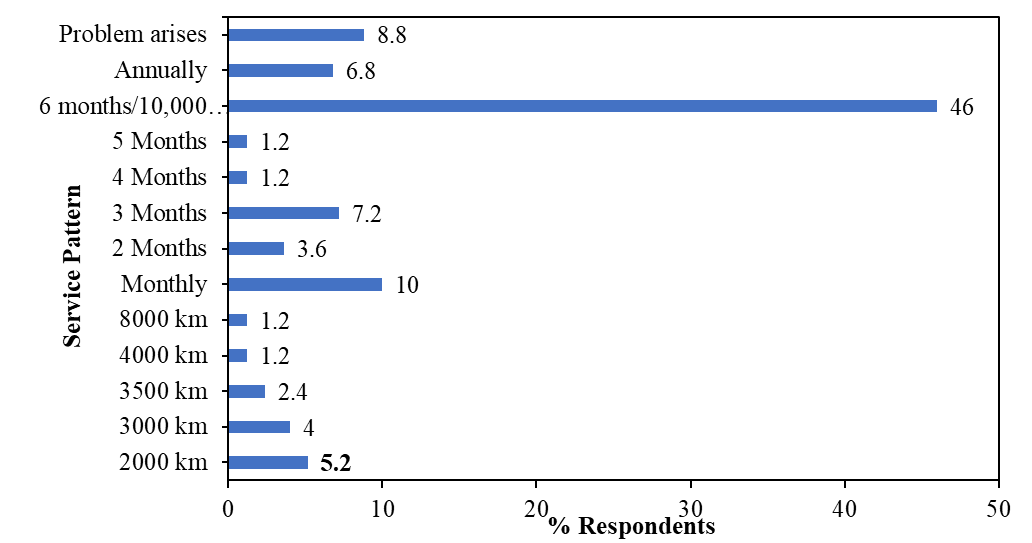 Problem arises 8.8
Annually 6.8
6 months/10,000… 46
5 Months 1.2
4 Months 1.2
3 Months 7.2
2 Months 3.6
Monthly 10
8000 km 1.2
4000 km 1.2
3500 km 2.4
3000 km 4
2000 km 5.2
0 10 20 30 40 50
% Respondents
Service Pattern